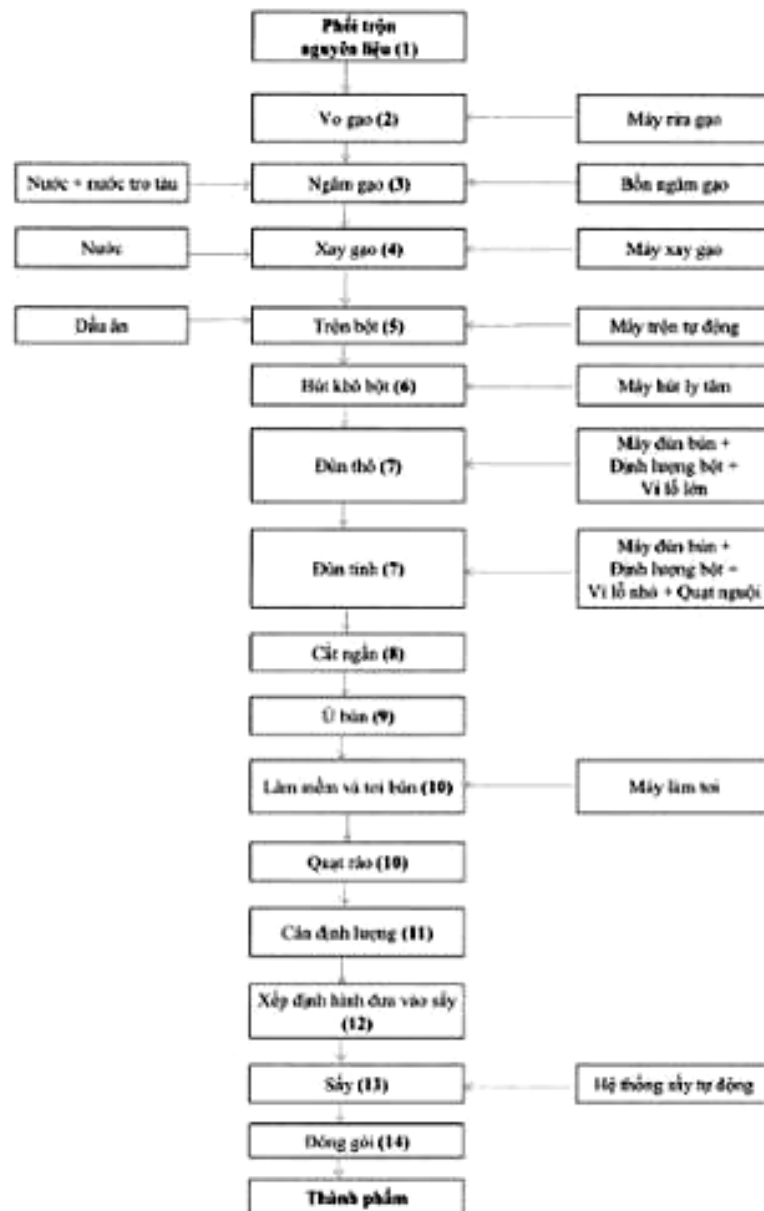 Phối trộn
nguyên liệu (1)
Vo gạo (2)
Máy rửa gạo
Nước + nước tro tàu
Ngâm gạo (3)
Bồn ngâm gạo
Nước
Xay gạo (4)
Máy xay gạo
Dầu ăn
Trộn bột (5)
Máy trộn tự động
Hút khô bột (6)
Máy hút ly tâm
Đùn thô (7)
Máy đùn bún +
Định lượng bột +
Vỉ lỗ lớn
Đùn tinh (7)
Máy đùn bún +
Định lượng bột +
Vỉ lỗ nhỏ + Quạt nguội
Cắt ngắn (8)
Ủ bún (9)
Làm mềm và tơi bún (10)
Máy làm tơi
Quạt ráo (10)
Cân định lượng (11)
Xếp định hình đưa vào sấy
(12)
Sấy (13)
Hệ thống sấy tự động
Đóng gói (14)
Thành phẩm